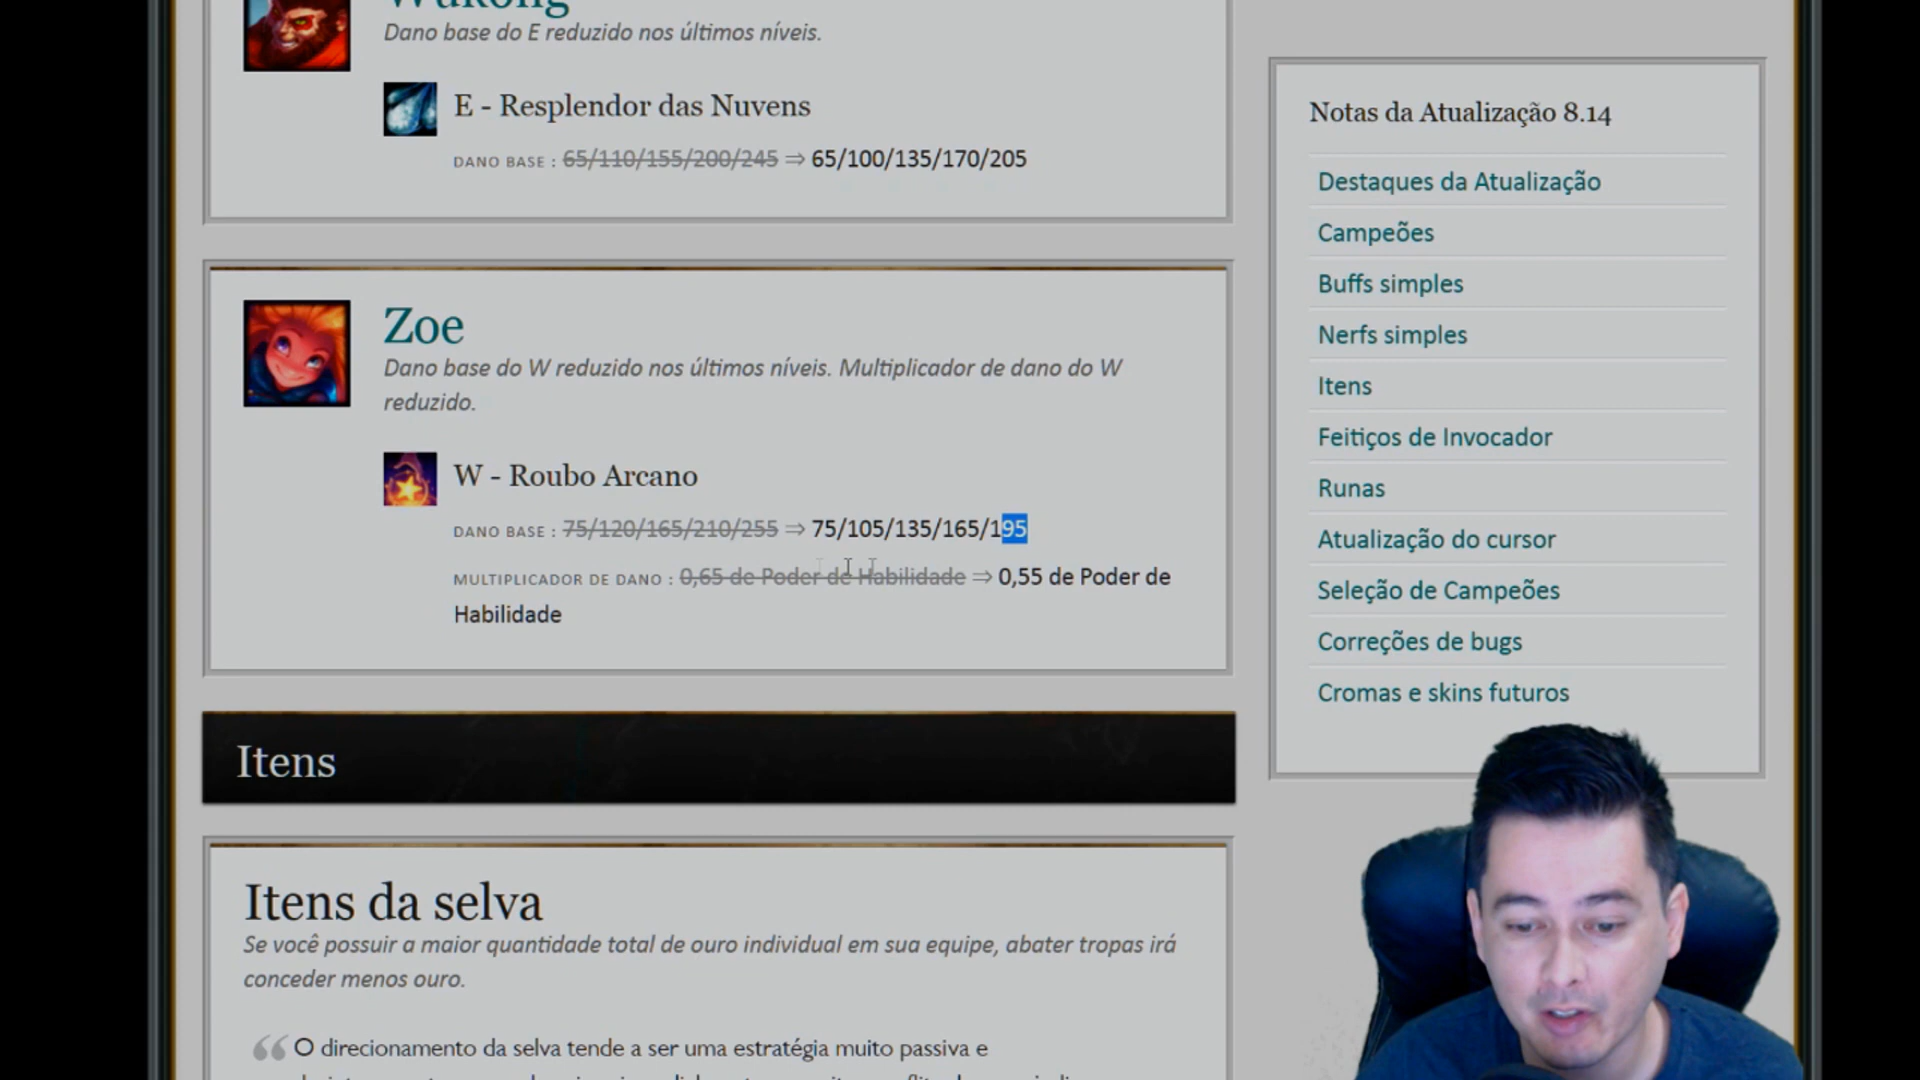 Wukong
Dano base do E reduzido nos últimos níveis.
E - Resplendor das Nuvens
DANO BASE : 65/110/155/200/245 ⇒ 65/100/135/170/205
Zoe
Dano base do W reduzido nos últimos níveis. Multiplicador de dano do W
reduzido.
W - Roubo Arcano
DANO BASE : 75/120/165/210/255 ⇒ 75/105/135/165/195
MULTIPLICADOR DE DANO : 0,65 de Poder de Habilidade ⇒ 0,55 de Poder de
Habilidade
Itens
Itens da selva
Se você possuir a maior quantidade total de ouro individual em sua equipe, abater tropas irá
conceder menos ouro.
“ O direcionamento da selva tende a ser uma estratégia muito passiva e
Notas da Atualização 8.14
Destaques da Atualização
Campeões
Buffs simples
Nerfs simples
Itens
Feitiços de Invocador
Runas
Atualização do cursor
Seleção de Campeões
Correções de bugs
Cromas e skins futuros